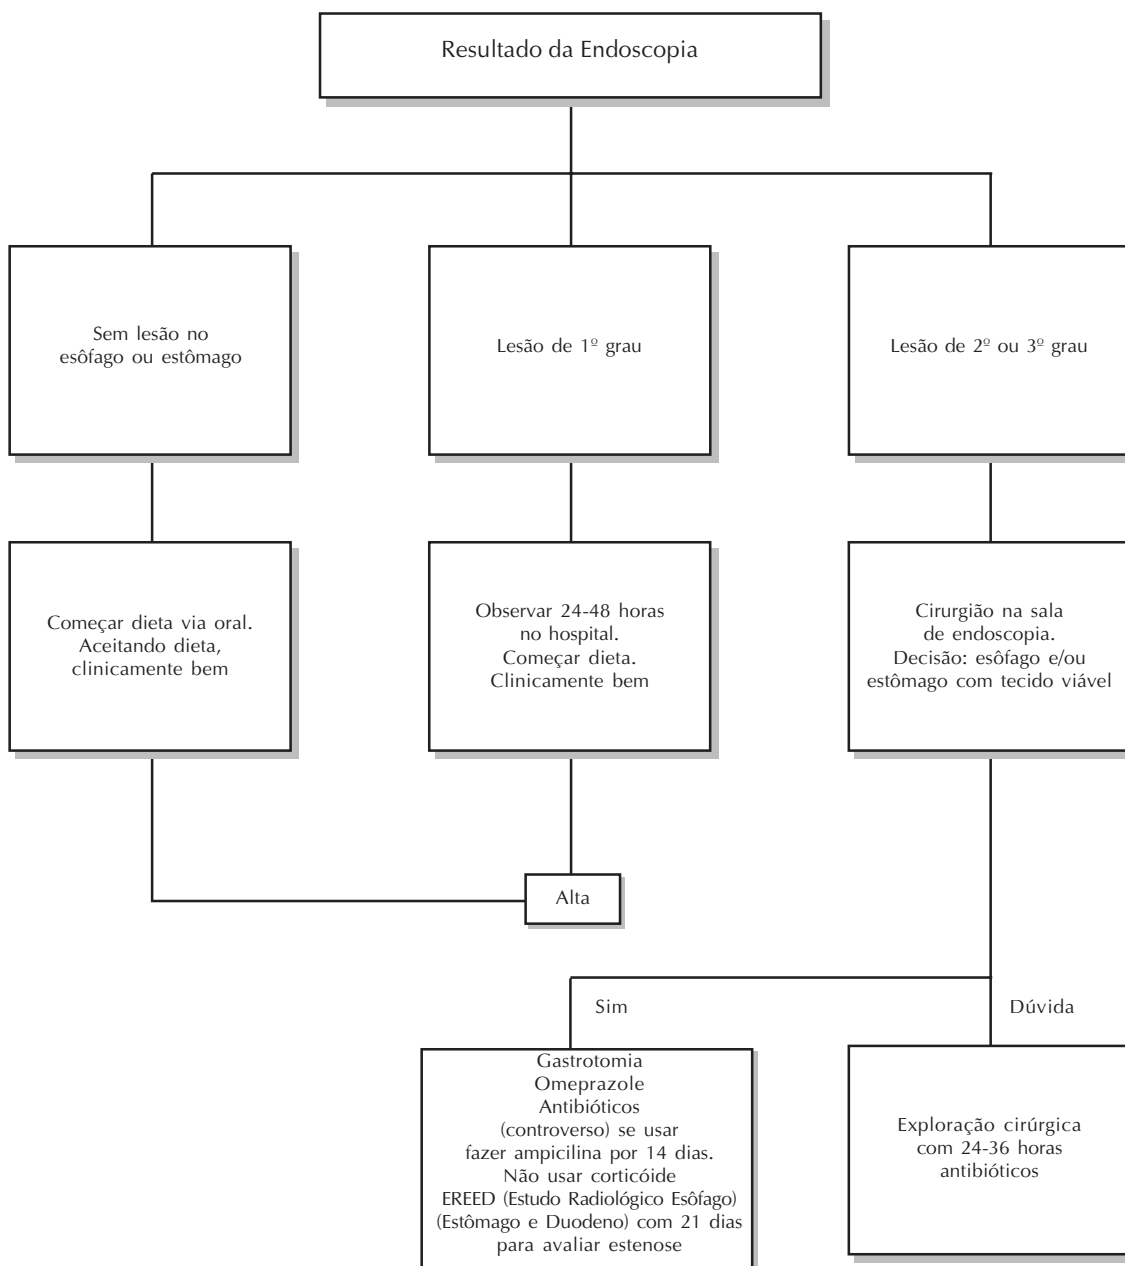 Resultado da Endoscopia
Sem lesão no
esôfago ou estômago
Lesão de 1º grau
Lesão de 2º ou 3º grau
Começar dieta via oral.
Aceitando dieta,
clinicamente bem
Observar 24-48 horas
no hospital.
Começar dieta.
Clinicamente bem
Cirurgião na sala
de endoscopia.
Decisão: esôfago e/ou
estômago com tecido viável
Alta
Sim
Dúvida
Gastrotomia
Omeprazole
Antibióticos
(controverso) se usar
fazer ampicilina por 14 dias.
Não usar corticóide
EREED (Estudo Radiológico Esôfago)
(Estômago e Duodeno) com 21 dias
para avaliar estenose
Exploração cirúrgica
com 24-36 horas
antibióticos